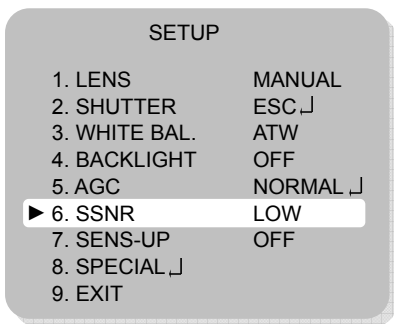 SETUP
1. LENS MANUAL
2. SHUTTER ESC↵
3. WHITE BAL. ATW
4. BACKLIGHT OFF
5. AGC NORMAL ↵
► 6. SSNR LOW
7. SENS-UP OFF
8. SPECIAL↵
9. EXIT